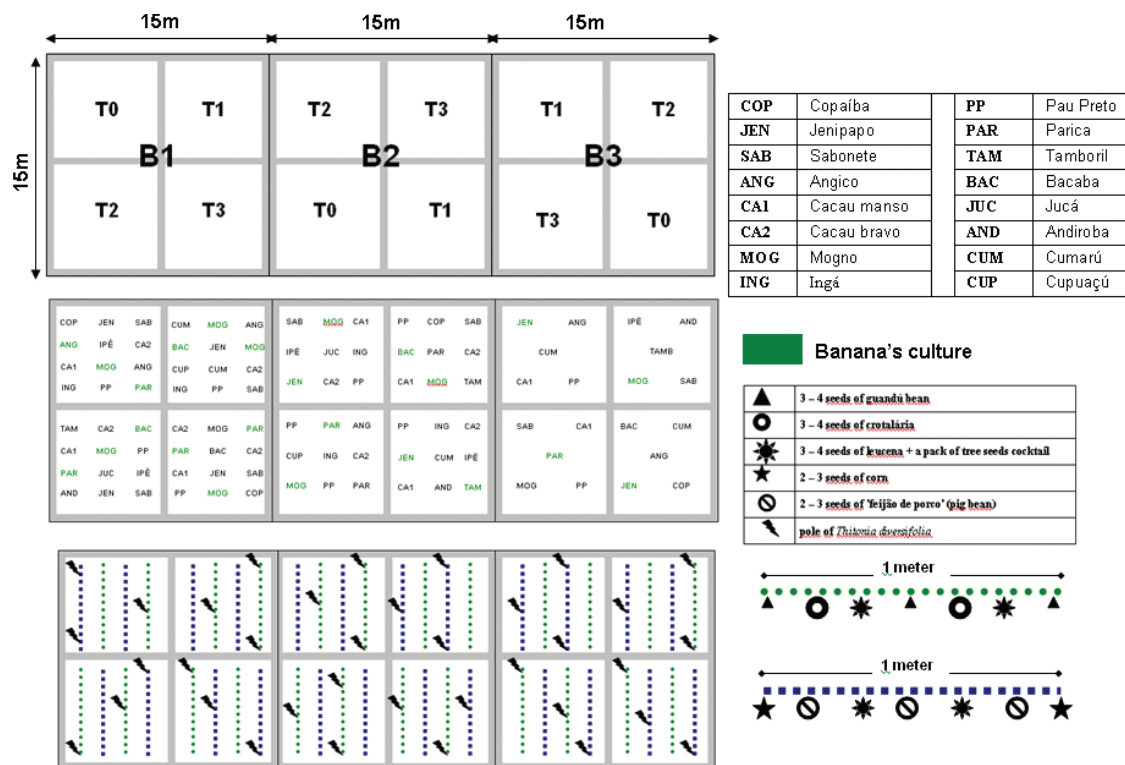 15m 15m 15m
15m
T0 T1 T2 T3 T1 T2
B1 B2 B3
T2 T3 T0 T1 T3 T0
COP Copaíba PP Pau Preto
JEN Jenipapo PAR Parica
SAB Sabonete TAM Tamboril
ANG Angico BAC Bacaba
CA1 Cacau manso JUC Jucá
CA2 Cacau bravo AND Andiroba
MOG Mogno CUM Cumarú
ING Ingá CUP Cupuaçú
COP JEN SAB
ANG IPÊ CA2
CA1 MOG ANG
ING PP PAR
CUM MOG ANG
BAC JEN MOG
CUP CUM CA2
ING PP SAB
SAB MOG CA1
IPÊ JUC ING
JEN CA2 PP
PP COP SAB
BAC PAR CA2
CA1 MOG TAM
JEN ANG
CUM
CA1 PP
IPÊ AND
TAMB
MOG SAB
TAM CA2 BAC
CA1 MOG PP
PAR JUC IPÊ
AND JEN SAB
CA2 MOG PAR
PAR BAC CA2
CA1 JEN SAB
PP MOG COP
PP PAR ANG
CUP ING CA2
MOG PP PAR
PP ING CA2
JEN CUM IPÊ
CA1 AND TAM
SAB CA1
PAR
MOG PP
BAC CUM
ANG
JEN COP
Banana's culture
3 – 4 seeds of guandú bean
3 – 4 seeds of crotalária
3 – 4 seeds of leucena + a pack of tree seeds cocktail
2 – 3 seeds of corn
2 – 3 seeds of 'feijão de porco' (pig bean)
pole of Thitonia diversifolia
1 meter
1 meter